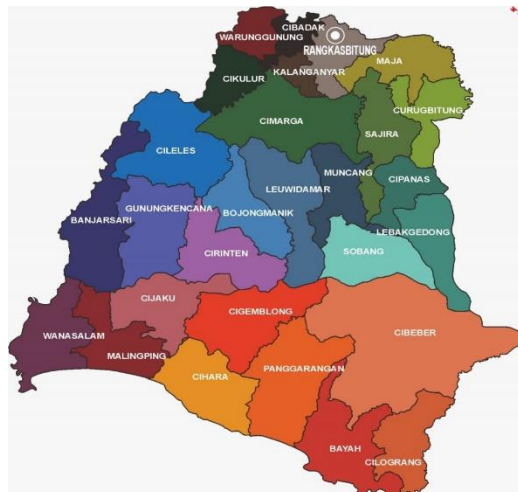 CIBADAK
WARUNGGUNUNG
RANGKASBITUNG
MAJA
KALANGANYAR
CIKULUR
CURUGBITUNG
CIMARGA
SAJIRA
CILELES
MUNCANG
LEUWIDAMAR
CIPANAS
GUNUNGKENCANA
BOJONGMANIK
BANJARSARI
LEBAKGEDONG
SOBANG
CIRINTEN
CIJAKU
CIGEMBLONG
CIBEBER
WANASALAM
MALINGPING
PANGGARANGAN
CIHARA
BAYAH
CILOGRANG